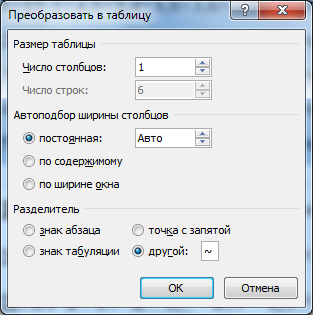 Преобразовать в таблицу
Размер таблицы
Число столбцов: 1
Число строк: 6
Автоподбор ширины столбцов
постоянная: Авто
по содержимому
по ширине окна
Разделитель
знак абзаца точка с запятой
знак табуляции другой: ~
ОК Отмена